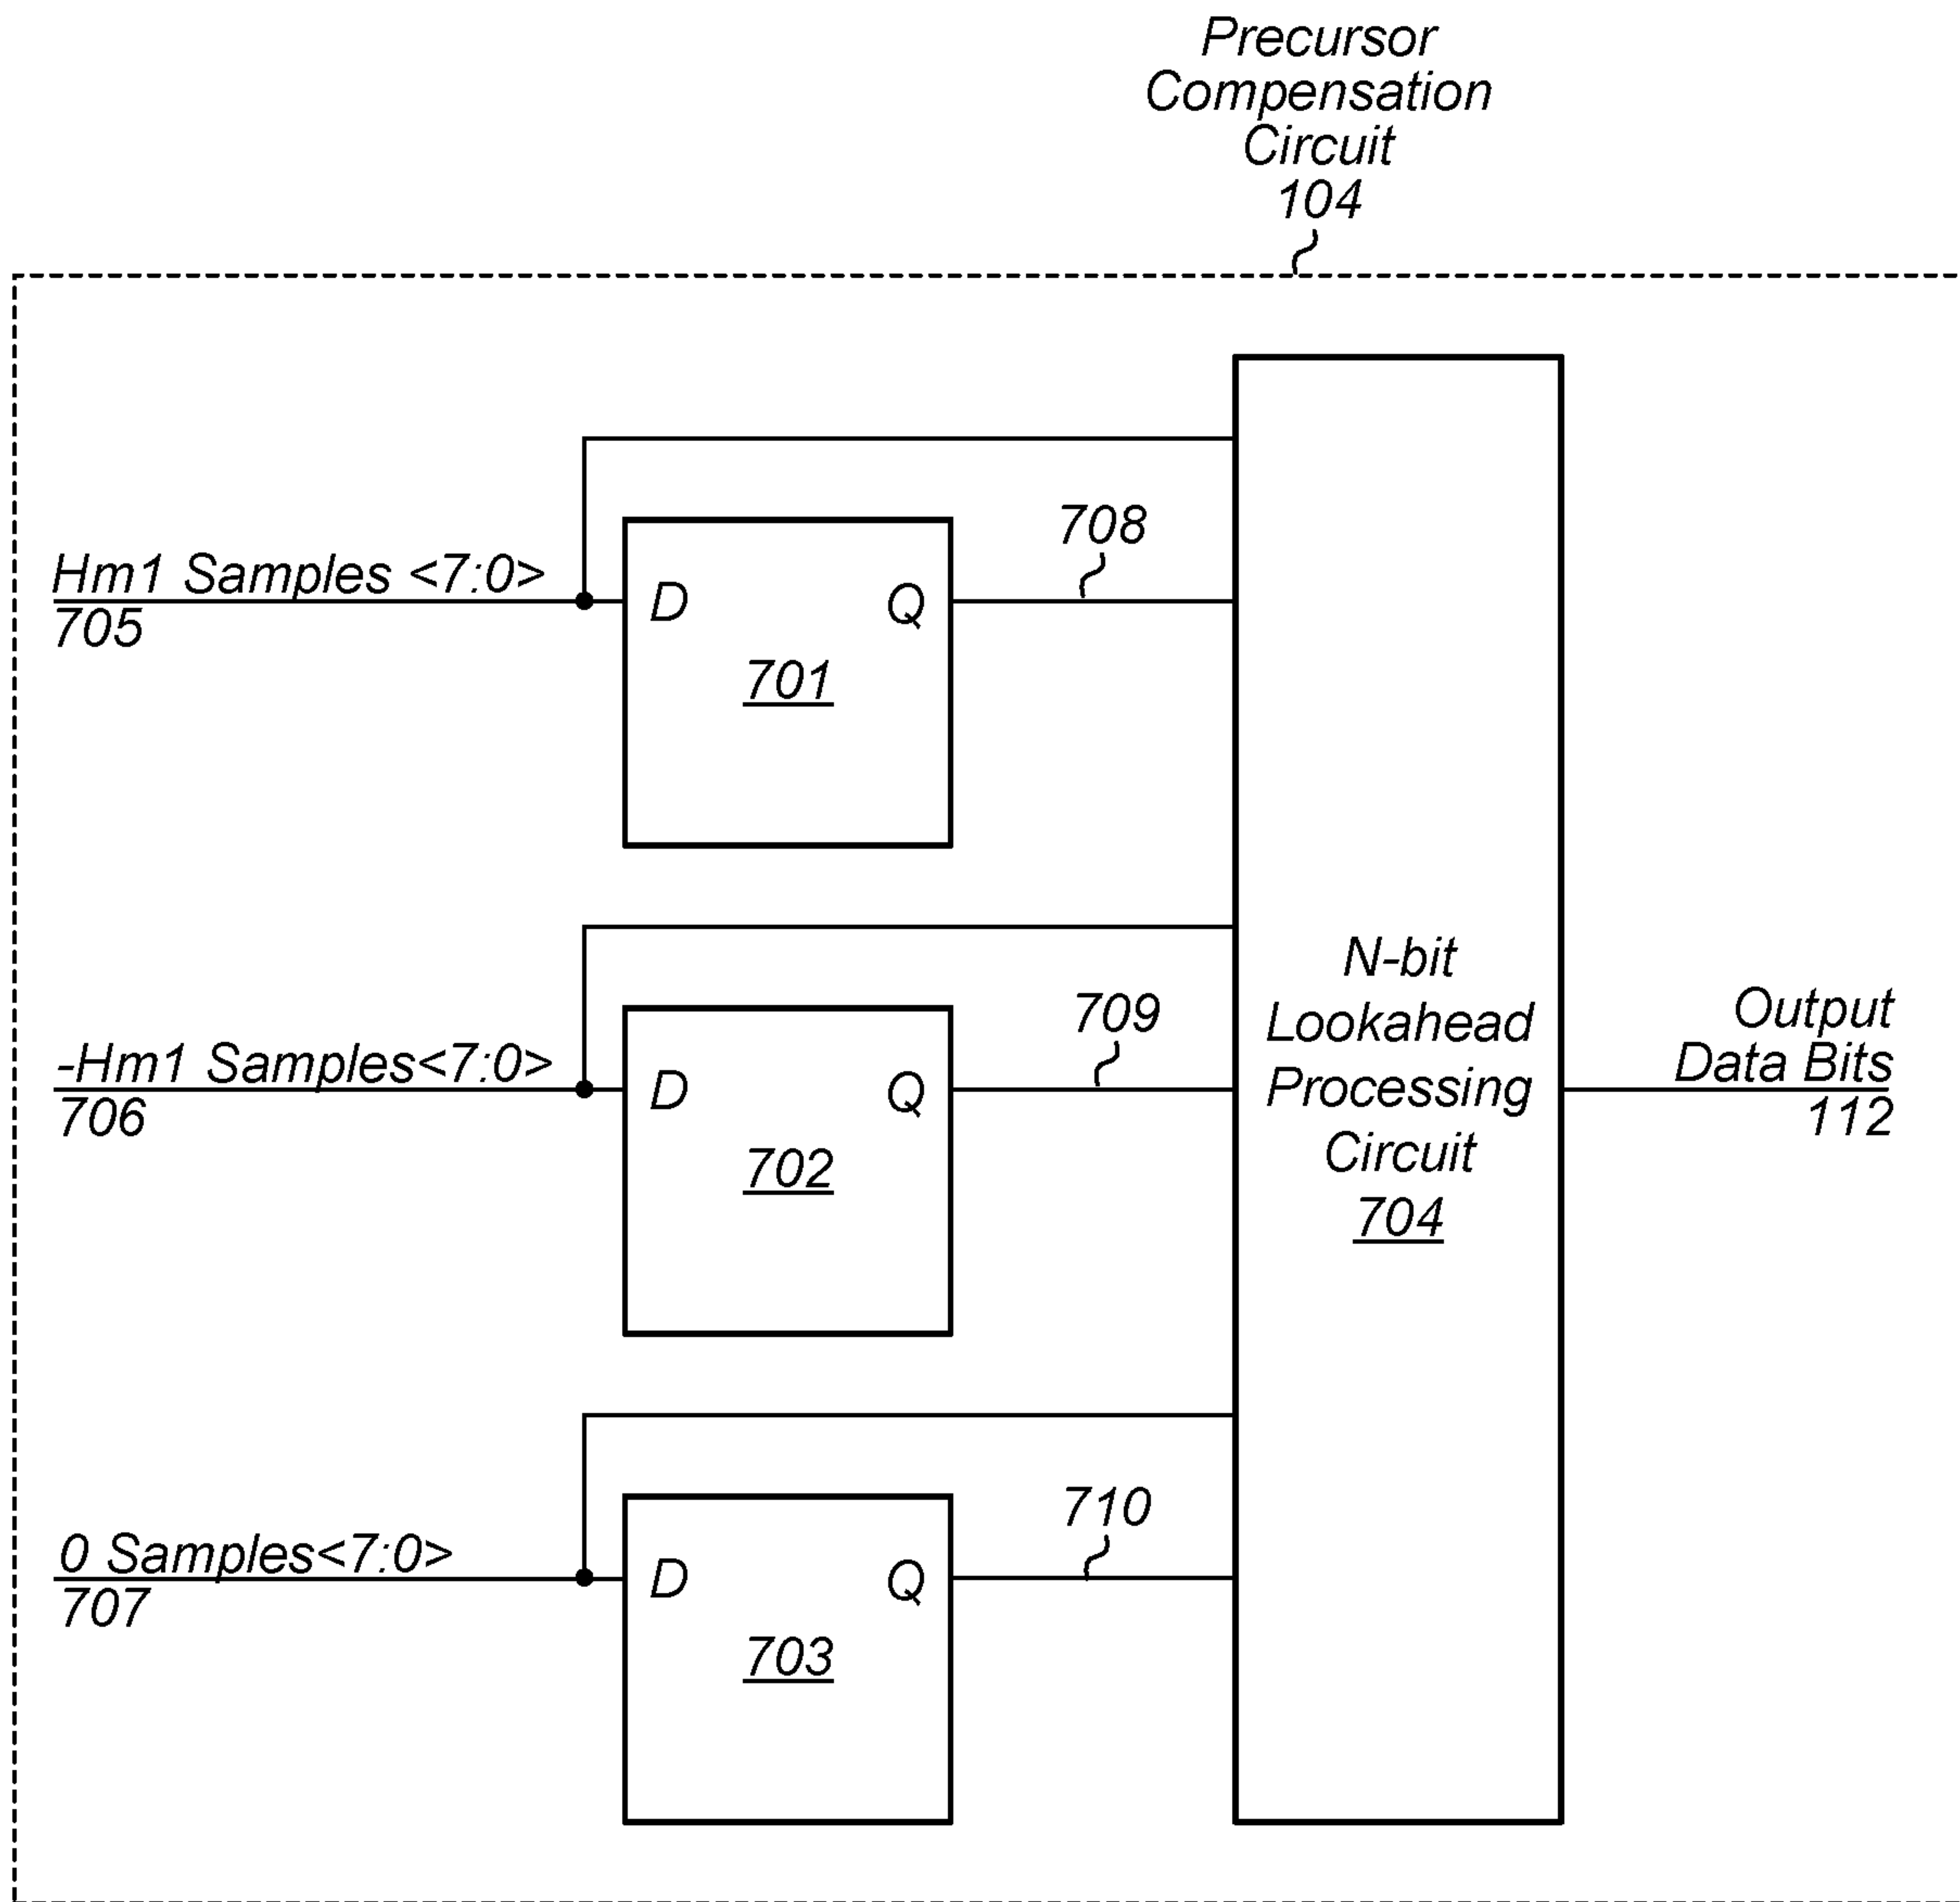 Precursor
Compensation
Circuit
104
Hm1 Samples <7:0>
705
D
Q
701
708
-Hm1 Samples<7:0>
706
D
Q
702
709
0 Samples<7:0>
707
D
Q
703
710
N-bit
Lookahead
Processing
Circuit
704
Output
Data Bits
112